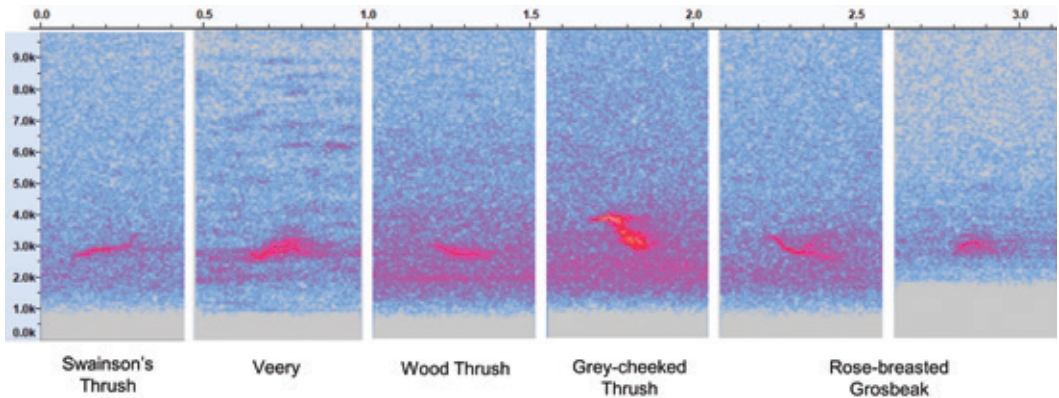 0.0 0.5 1.0 1.5 2.0 2.5 3.0
9.0k
8.0k
7.0k
6.0k
5.0k
4.0k
3.0k
2.0k
1.0k
0.0k
Swainson's
Thrush
Veery
Wood Thrush
Grey-cheeked
Thrush
Rose-breasted
Grosbeak